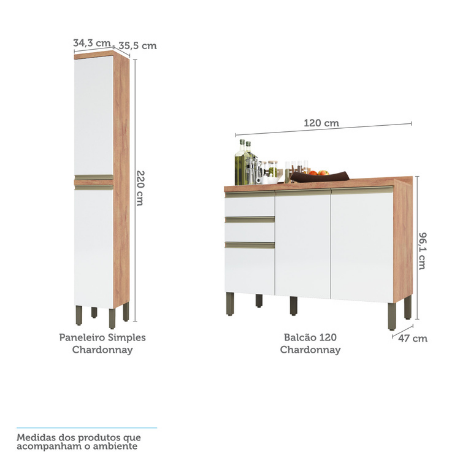 34,3 cm
35,5 cm
220 cm
Paneleiro Simples
Chardonnay
120 cm
96,1 cm
47 cm
Balcão 120
Chardonnay
Medidas dos produtos que
acompanham o ambiente